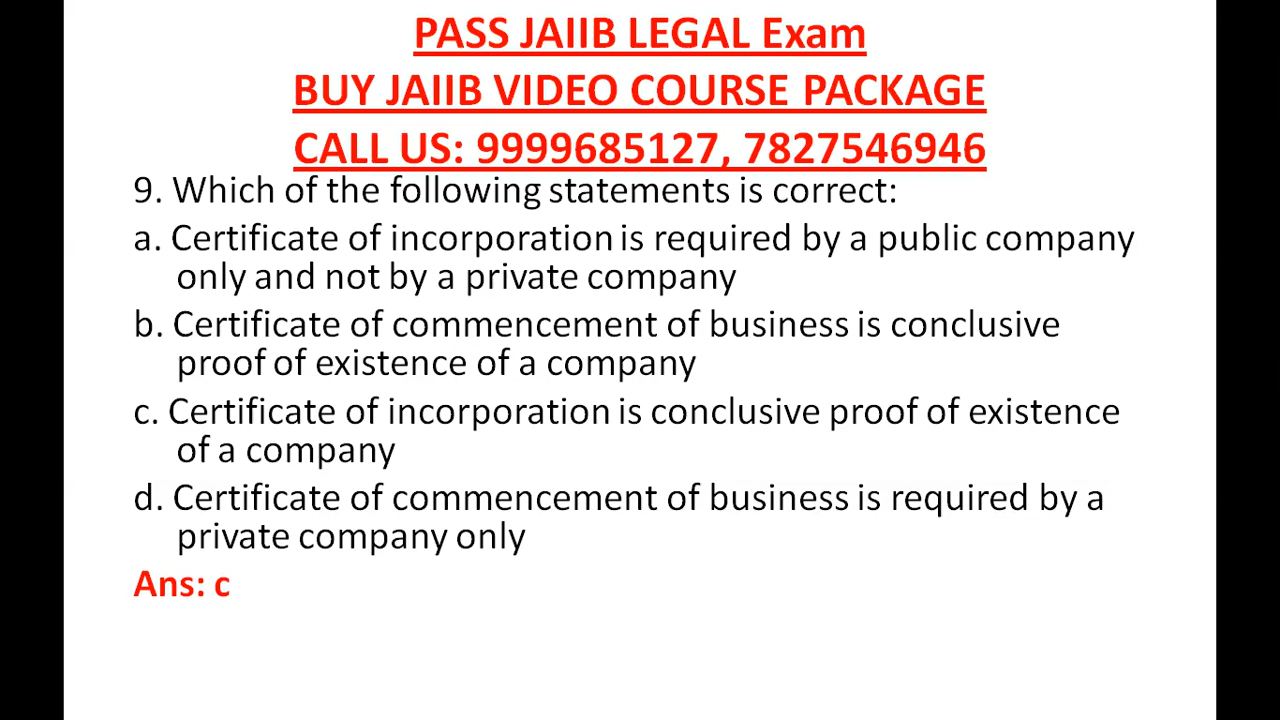 PASS JAIIB LEGAL Exam
BUY JAIIB VIDEO COURSE PACKAGE
CALL US: 9999685127, 7827546946
9. Which of the following statements is correct:
a. Certificate of incorporation is required by a public company
only and not by a private company
b. Certificate of commencement of business is conclusive
proof of existence of a company
c. Certificate of incorporation is conclusive proof of existence
of a company
d. Certificate of commencement of business is required by a
private company only
Ans: c